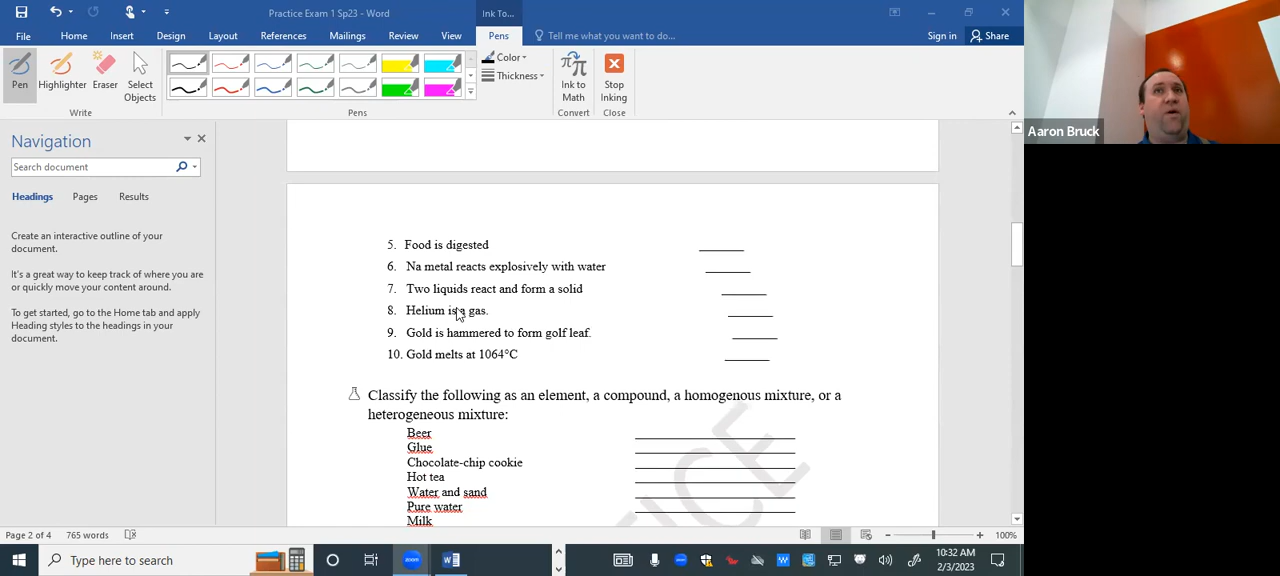 Practice Exam 1 Sp23 - Word
Ink To...
File
Home
Insert
Design
Layout
References
Mailings
Review
View
Pens
Tell me what you want to do...
Sign in
Share
Pen
Highlighter
Eraser
Select Objects
Color
Thickness
Ink to Math
Stop Inking
Write
Pens
Convert
Close
Aaron Bruck
Navigation
Search document
Headings
Pages
Results
Create an interactive outline of your
document.
It's a great way to keep track of where you are
or quickly move your content around.
To get started, go to the Home tab and apply
Heading styles to the headings in your
document.
5. Food is digested
6. Na metal reacts explosively with water
7. Two liquids react and form a solid
8. Helium is a gas.
9. Gold is hammered to form golf leaf.
10. Gold melts at 1064°C
Classify the following as an element, a compound, a homogenous mixture, or a
heterogeneous mixture:
Beer
Glue
Chocolate-chip cookie
Hot tea
Water and sand
Pure water
Milk
Page 2 of 4
765 words
100%
Type here to search
10:32 AM
2/3/2023